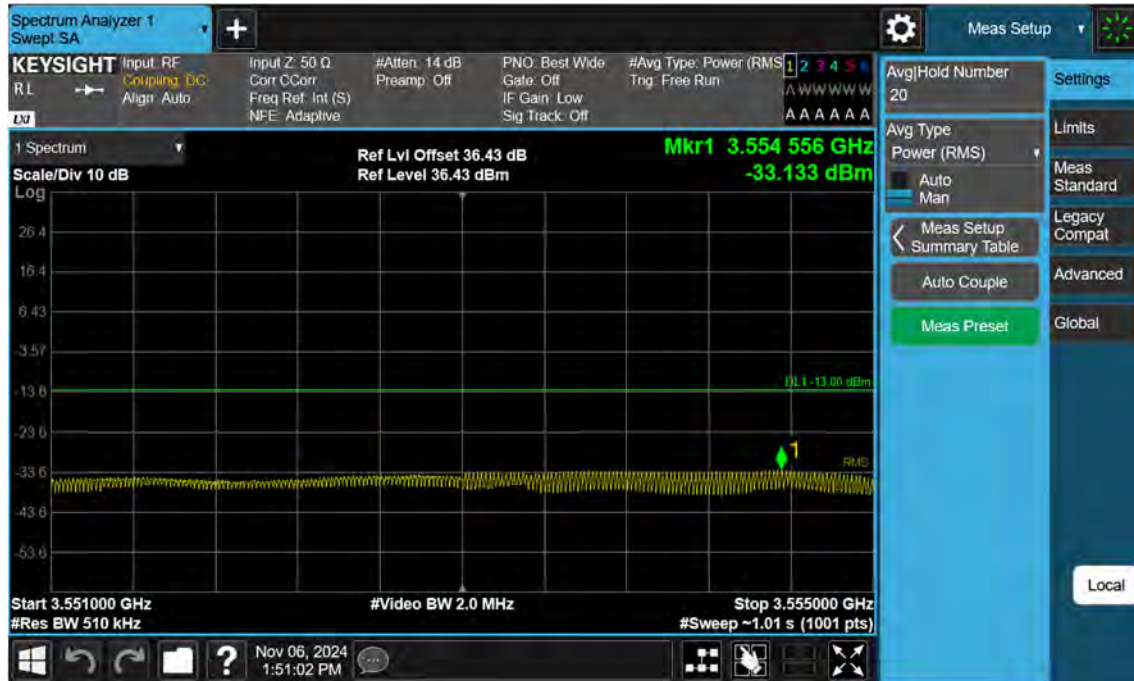 Spectrum Analyzer 1
Swept SA
Meas Setup
KEYSIGHT
RL
LXI
Input: RF
Coupling: DC
Align: Auto
Input Z: 50 Ω
Corr CCorr
Freq Ref: Int (S)
NFE: Adaptive
#Atten: 14 dB
Preamp: Off
PNO: Best Wide
Gate: Off
IF Gain: Low
Sig Track: Off
#Avg Type: Power (RMS
Trig: Free Run
1 2 3 4 5 6
A W W W W W
A A A A A A
1 Spectrum
Scale/Div 10 dB
Ref Lvl Offset 36.43 dB
Ref Level 36.43 dBm
Mkr1 3.554 556 GHz
-33.133 dBm
Log
26.4
16.4
6.43
-3.57
-13.6
-23.6
-33.6
-43.6
-53.6
DL1 -13.00 dBm
1
RMS
Start 3.551000 GHz
#Res BW 510 kHz
#Video BW 2.0 MHz
Stop 3.555000 GHz
#Sweep ~1.01 s (1001 pts)
Nov 06, 2024
1:51:02 PM
?
Avg|Hold Number
20
Avg Type
Power (RMS)
Auto
Man
Meas Setup
Summary Table
Auto Couple
Meas Preset
Settings
Limits
Meas
Standard
Legacy
Compat
Advanced
Global
Local